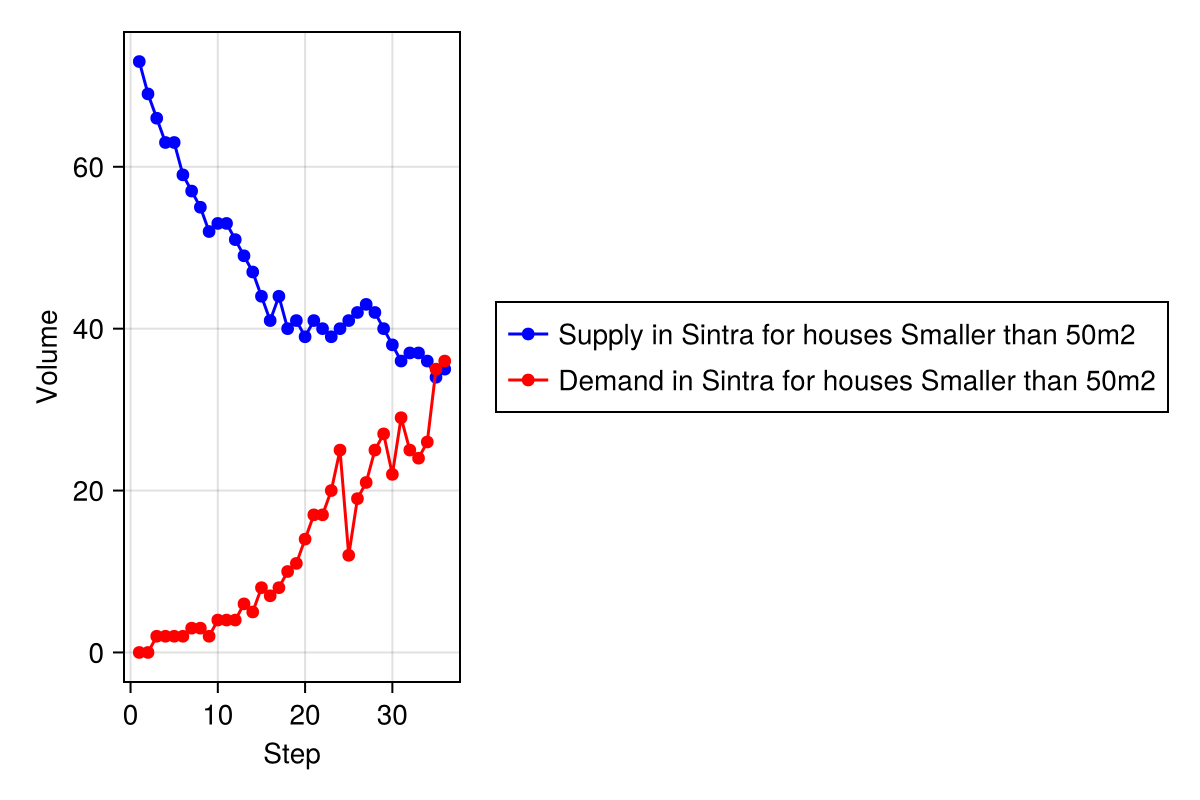 Volume
60
40
20
0
0 10 20 30
Step
Supply in Sintra for houses Smaller than 50m2
Demand in Sintra for houses Smaller than 50m2